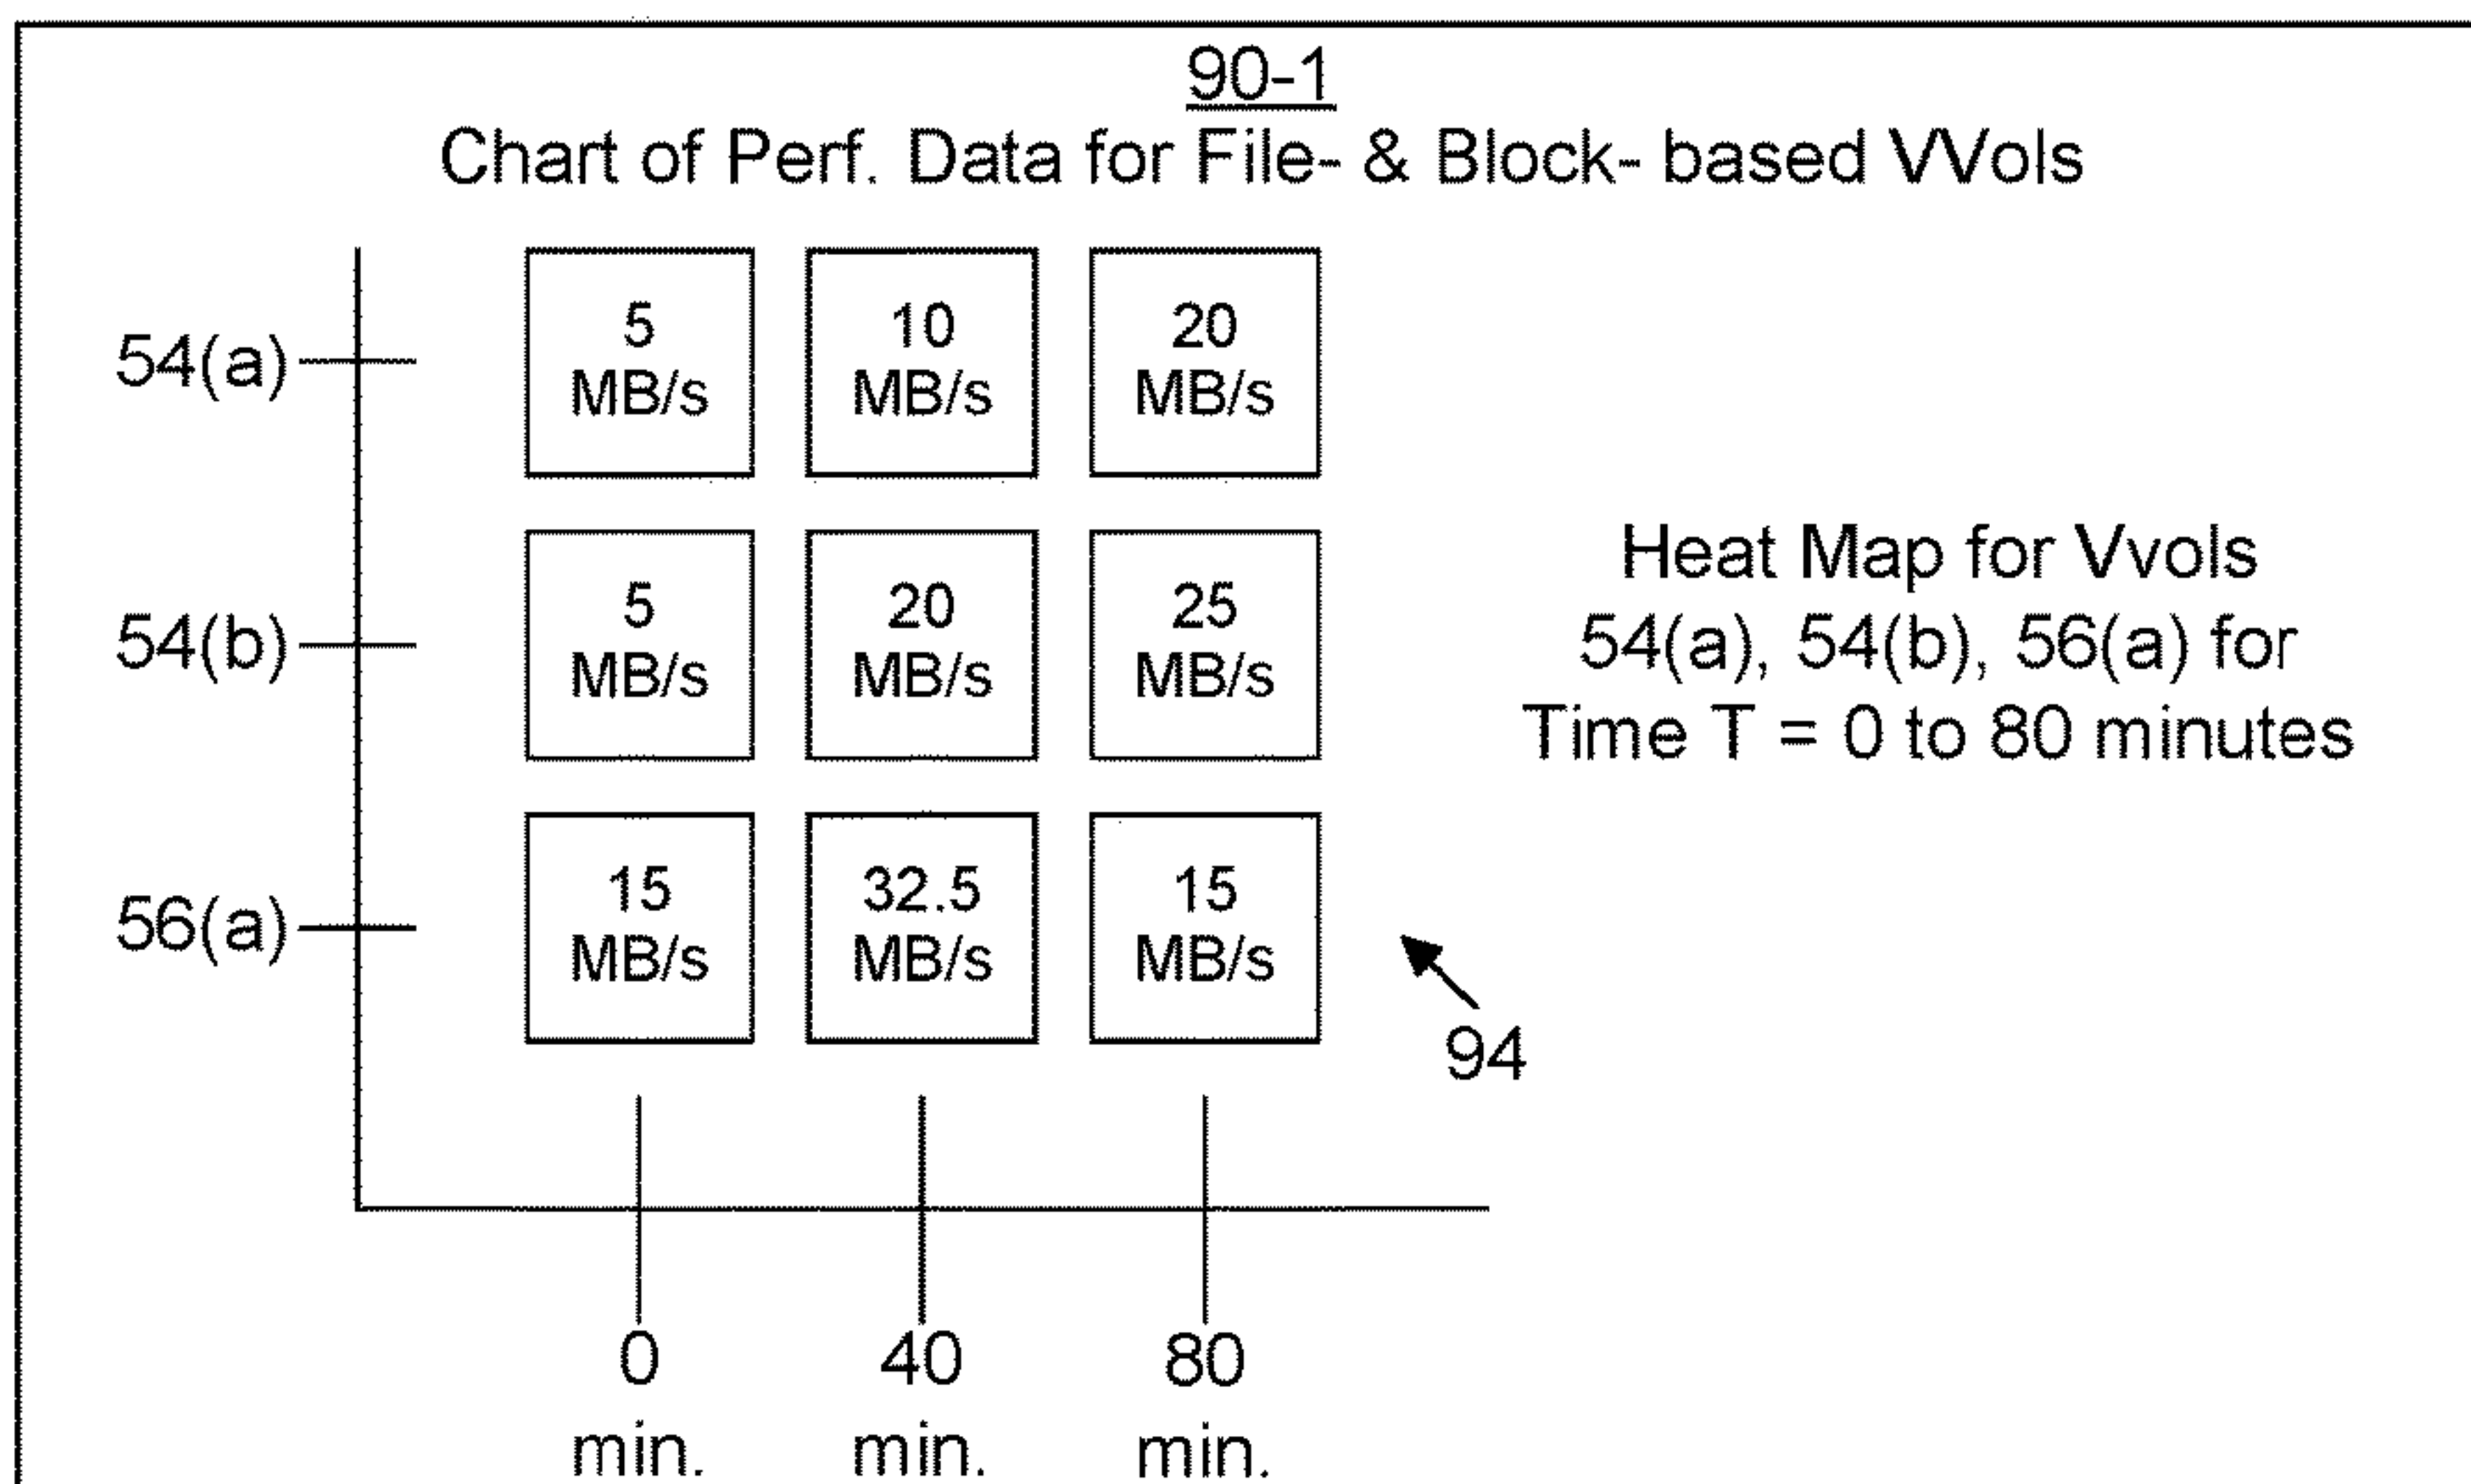 90-1
Chart of Perf. Data for File- & Block- based VVols
54(a)
5
MB/s
10
MB/s
20
MB/s
54(b)
5
MB/s
20
MB/s
25
MB/s
Heat Map for Vvols
54(a), 54(b), 56(a) for
Time T = 0 to 80 minutes
56(a)
15
MB/s
32.5
MB/s
15
MB/s
94
0
min.
40
min.
80
min.